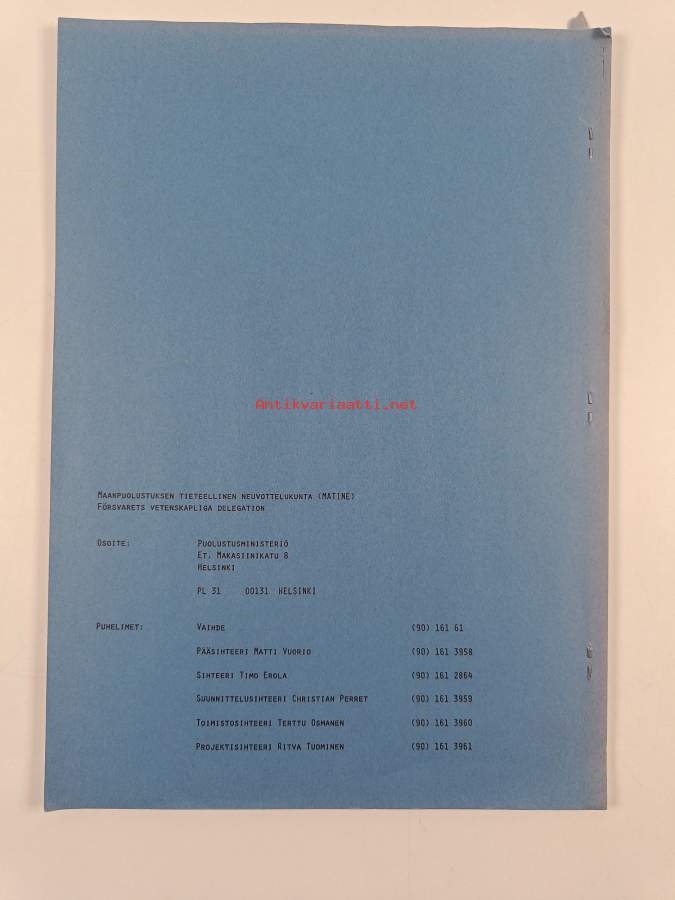 Antikvariaatti.net
MAANPUOLUSTUKSEN TIETEELLINEN NEUVOTTELUKUNTA (MATINE)
FÖRSVARETS VETENSKAPLIGA DELEGATION
OSOITE: PUOLUSTUSMINISTERIÖ
ET. MAKASIINIKATU 8
HELSINKI
PL 31 00131 HELSINKI
PUHELIMET: VAIHDE (90) 161 61
PÄÄSIHTEERI MATTI VUORIO (90) 161 3958
SIHTEERI TIMO EROLA (90) 161 2864
SUUNNITTELUSIHTEERI CHRISTIAN PERRET (90) 161 3959
TOIMISTOSIHTEERI TERTTU OSMANEN (90) 161 3960
PROJEKTISIHTEERI RITVA TUOMINEN (90) 161 3961